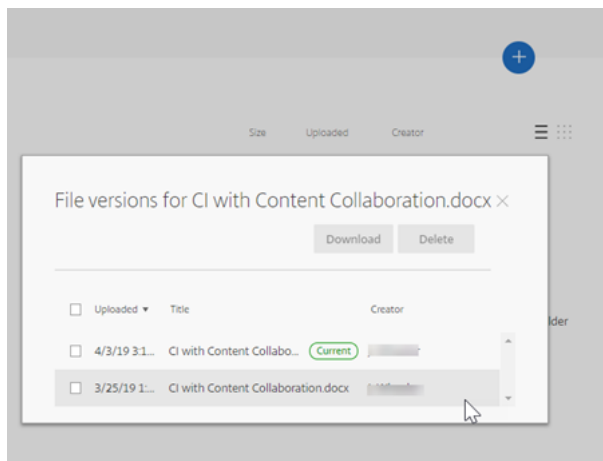 Size Uploaded Creator
File versions for CI with Content Collaboration.docx
Download Delete
Uploaded Title Creator
4/3/19 3:1... CI with Content Collabo... Current
3/25/19 1:... CI with Content Collaboration.docx
lder